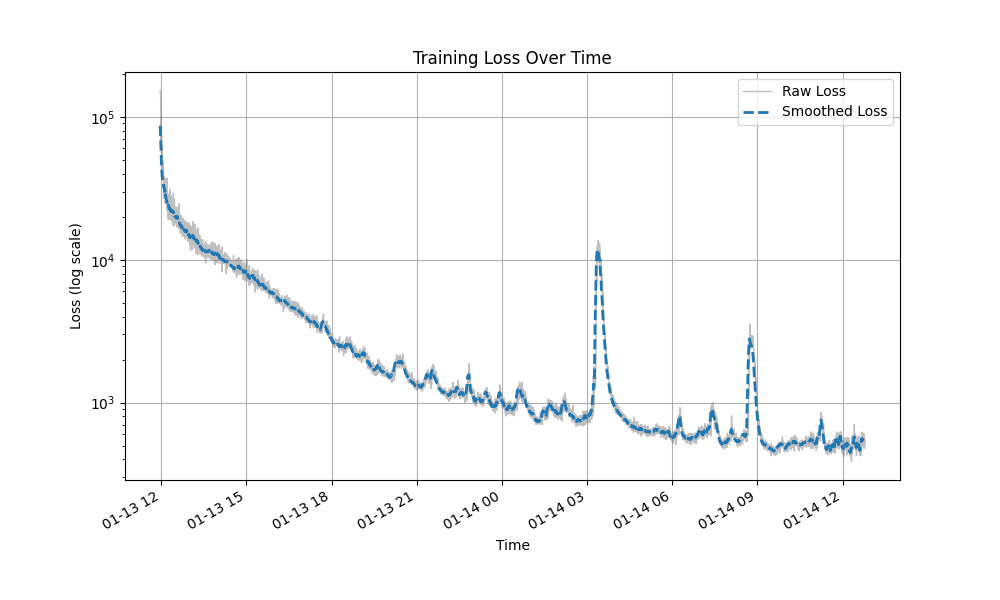 Training Loss Over Time
Raw Loss
Smoothed Loss
Loss (log scale)
10^5
10^4
10^3
01-13 12
01-13 15
01-13 18
01-13 21
01-14 00
01-14 03
01-14 06
01-14 09
01-14 12
Time